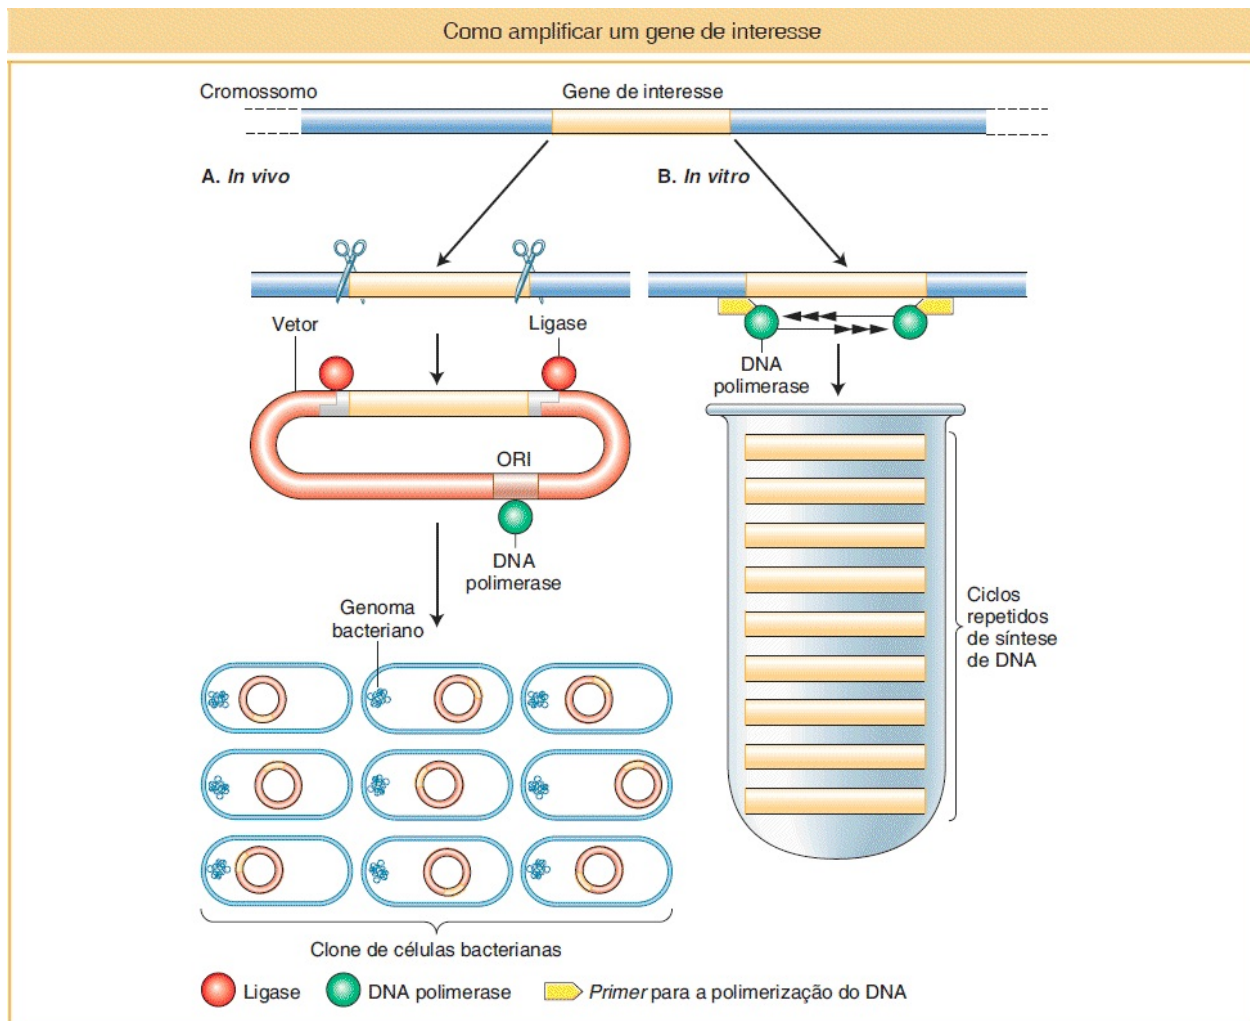 Como amplificar um gene de interesse
Cromossomo
Gene de interesse
A. In vivo
B. In vitro
Vetor
Ligase
DNA
polimerase
ORI
DNA
polimerase
Genoma
bacteriano
Ciclos
repetidos
de síntese
de DNA
Clone de células bacterianas
Ligase
DNA polimerase
Primer para a polimerização do DNA